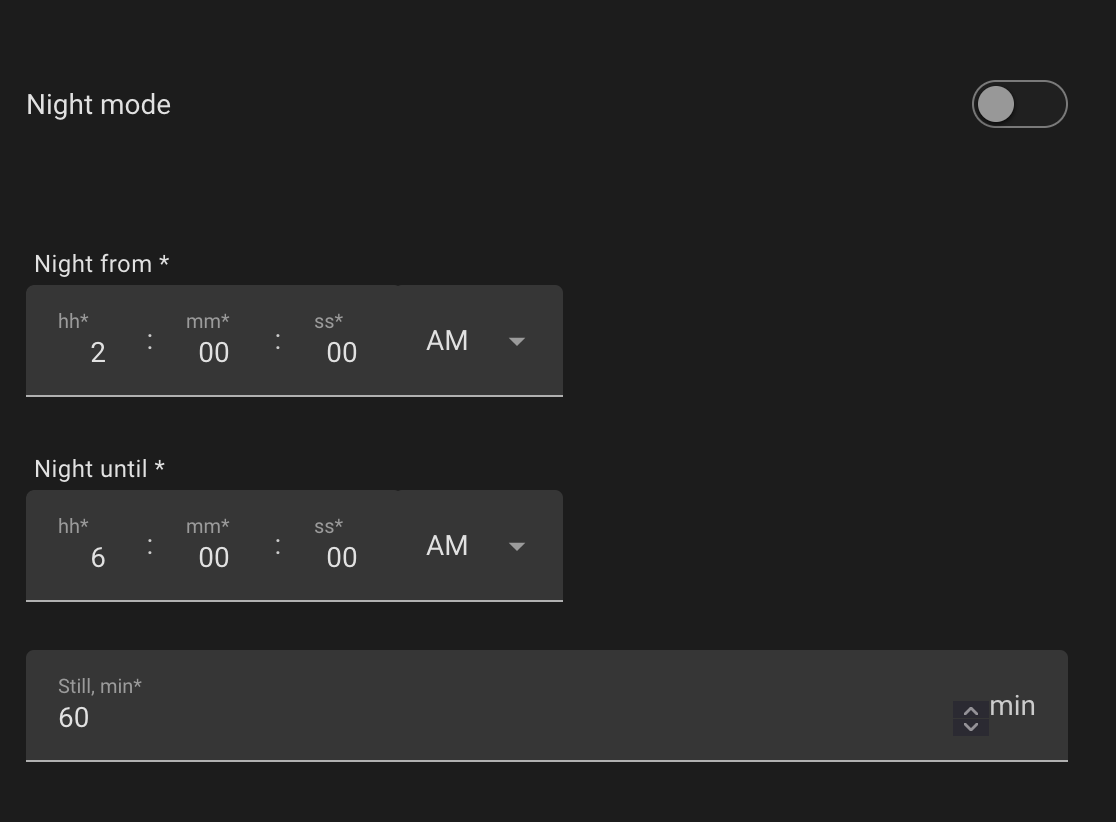 Night mode
Night from *
hh* mm* ss*
2 : 00 : 00 AM
Night until *
hh* mm* ss*
6 : 00 : 00 AM
Still, min*
60 min